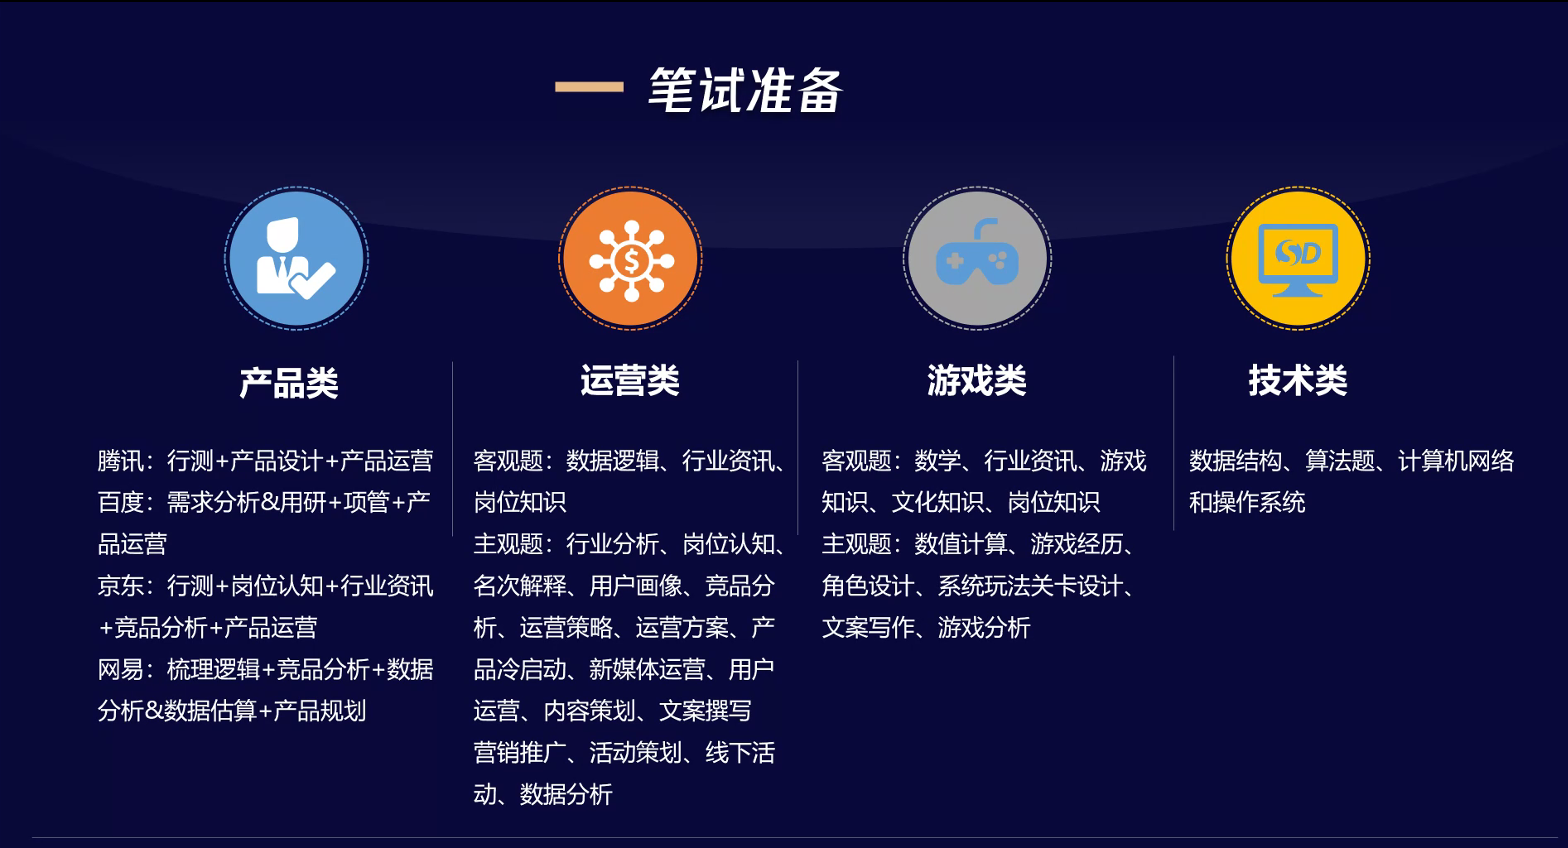 笔试准备
$
SD
产品类
腾讯：行测+产品设计+产品运营
百度：需求分析&用研+项管+产
品运营
京东：行测+岗位认知+行业资讯
+竞品分析+产品运营
网易：梳理逻辑+竞品分析+数据
分析&数据估算+产品规划
运营类
客观题：数据逻辑、行业资讯、
岗位知识
主观题：行业分析、岗位认知、
名次解释、用户画像、竞品分
析、运营策略、运营方案、产
品冷启动、新媒体运营、用户
运营、内容策划、文案撰写
营销推广、活动策划、线下活
动、数据分析
游戏类
客观题：数学、行业资讯、游戏
知识、文化知识、岗位知识
主观题：数值计算、游戏经历、
角色设计、系统玩法关卡设计、
文案写作、游戏分析
技术类
数据结构、算法题、计算机网络
和操作系统